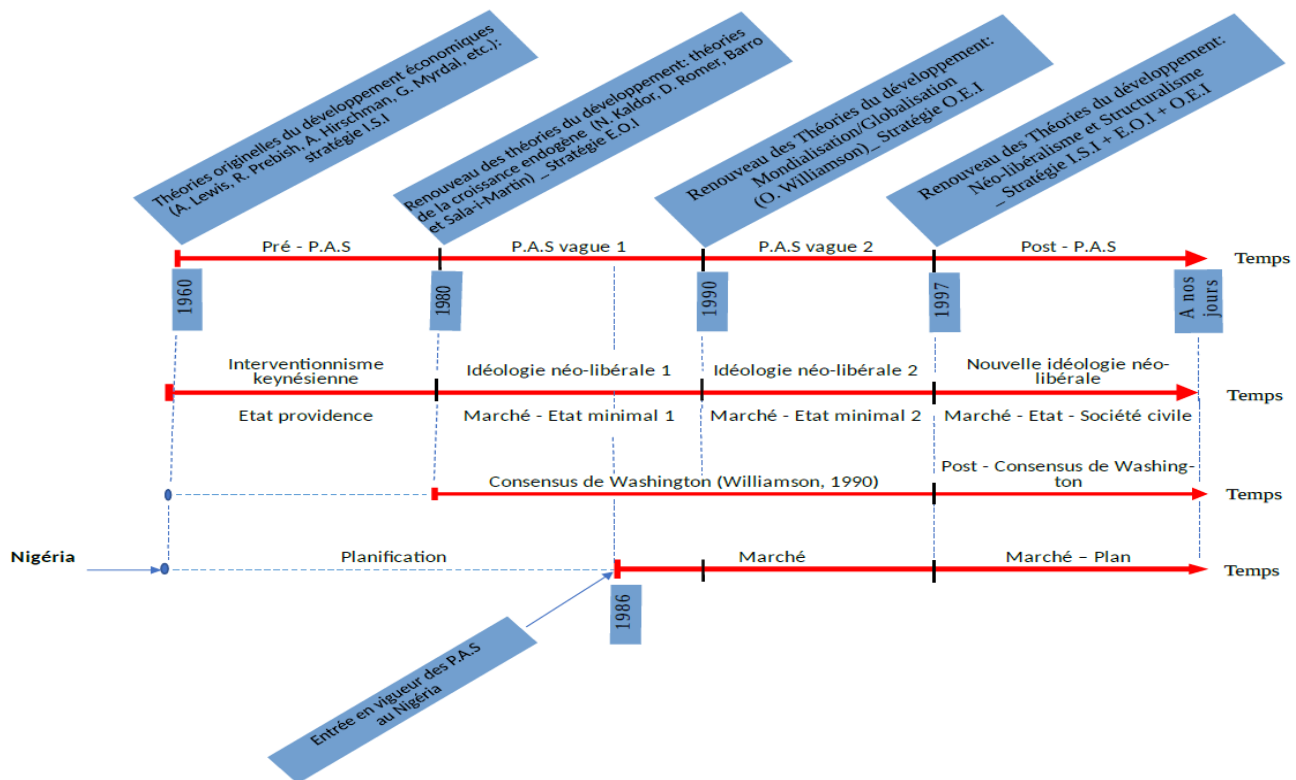 Théories originelles du développement économiques
(A. Lewis, R. Prebish, A. Hirschman, G. Myrdal, etc.):
stratégie I.S.I
Renouveau des théories du développement: théories
de la croissance endogène (N. Kaldor, D. Romer, Barro
et Sala-i-Martin) _ Stratégie E.O.I
Renouveau des Théories du développement:
Mondialisation/Globalisation
(O. Williamson)_ Stratégie O.E.I
Renouveau des Théories du développement:
Néo-libéralisme et Structuralisme
_ Stratégie I.S.I + E.O.I + O.E.I
Pré - P.A.S
P.A.S vague 1
P.A.S vague 2
Post - P.A.S
Temps
1960
1980
1990
1997
A nos
jours
Interventionnisme
keynésienne
Idéologie néo-libérale 1
Idéologie néo-libérale 2
Nouvelle idéologie néo-
libérale
Temps
Etat providence
Marché - Etat minimal 1
Marché - Etat minimal 2
Marché - Etat - Société civile
Consensus de Washington (Williamson, 1990)
Post - Consensus de Washing-
ton
Temps
Nigéria
Planification
Marché
Marché – Plan
Temps
1986
Entrée en vigueur des P.A.S
au Nigéria